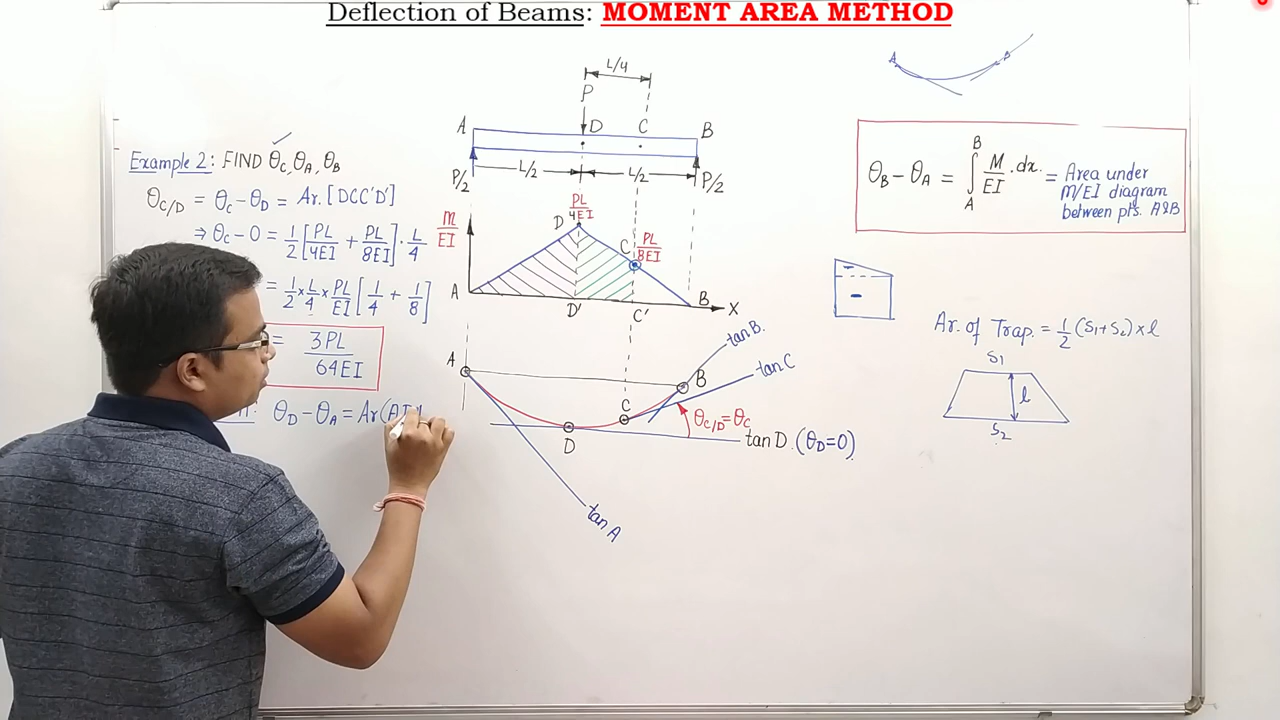 Deflection of Beams: MOMENT AREA METHOD
Example 2: FIND θC, θA, θB
θC/D = θC - θD = Ar. [DCC'D']
⇒ θC - 0 = 1/2 [PL/4EI + PL/8EI] · L/4
= 1/2 × L/4 × PL/EI [1/4 + 1/8]
= 3PL/64EI
θD - θA = Ar(A
L/4
P
A
D
C
B
P/2
L/2
L/2
P/2
M/EI
PL/4EI
D
C
PL/8EI
A
D'
C'
B
X
A
B
tan B.
tan C
C
D
θC/D = θC
tan D. (θD=0)
tan A
A
B
θB - θA = ∫AB M/EI .dx. = Area under
M/EI diagram
between pts. A&B
Ar. of Trap. = 1/2 (S1+S2) × l
S1
l
S2